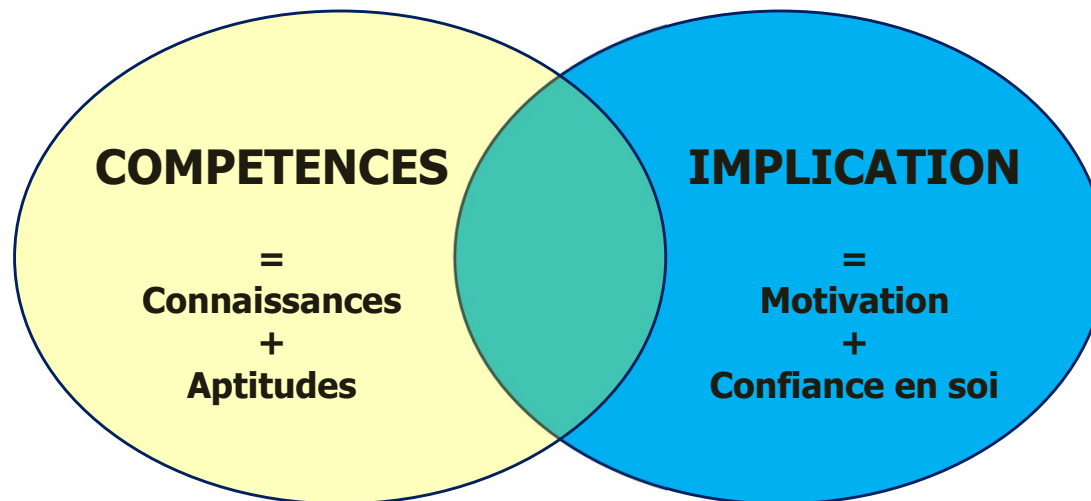 COMPETENCES
=
Connaissances
+
Aptitudes
IMPLICATION
=
Motivation
+
Confiance en soi